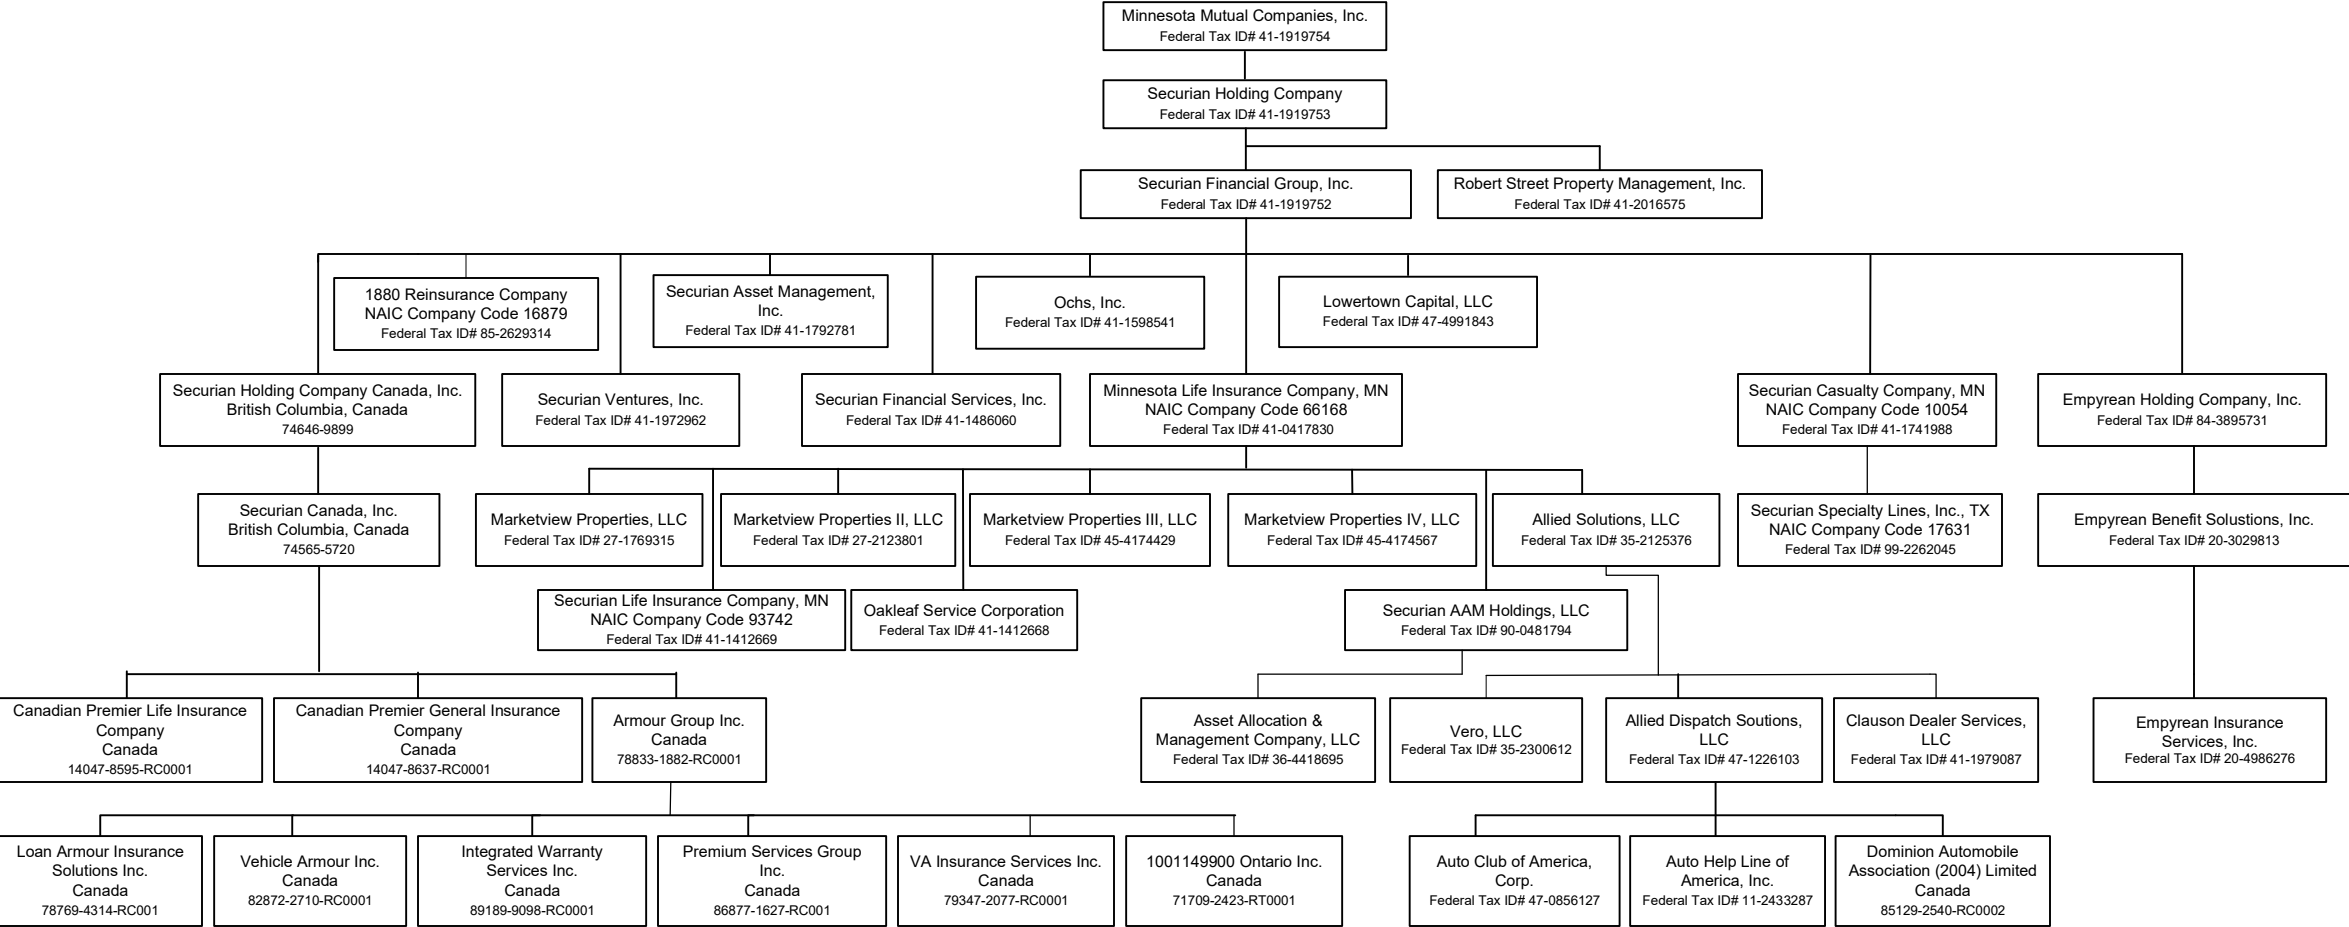 Minnesota Mutual Companies, Inc.
Federal Tax ID# 41-1919754
Securian Holding Company
Federal Tax ID# 41-1919753
Securian Financial Group, Inc.
Federal Tax ID# 41-1919752
Robert Street Property Management, Inc.
Federal Tax ID# 41-2016575
1880 Reinsurance Company
NAIC Company Code 16879
Federal Tax ID# 85-2629314
Securian Asset Management,
Inc.
Federal Tax ID# 41-1792781
Ochs, Inc.
Federal Tax ID# 41-1598541
Lowertown Capital, LLC
Federal Tax ID# 47-4991843
Securian Holding Company Canada, Inc.
British Columbia, Canada
74646-9899
Securian Ventures, Inc.
Federal Tax ID# 41-1972962
Securian Financial Services, Inc.
Federal Tax ID# 41-1486060
Minnesota Life Insurance Company, MN
NAIC Company Code 66168
Federal Tax ID# 41-0417830
Securian Casualty Company, MN
NAIC Company Code 10054
Federal Tax ID# 41-1741988
Empyrean Holding Company, Inc.
Federal Tax ID# 84-3895731
Securian Canada, Inc.
British Columbia, Canada
74565-5720
Marketview Properties, LLC
Federal Tax ID# 27-1769315
Marketview Properties II, LLC
Federal Tax ID# 27-2123801
Marketview Properties III, LLC
Federal Tax ID# 45-4174429
Marketview Properties IV, LLC
Federal Tax ID# 45-4174567
Allied Solutions, LLC
Federal Tax ID# 35-2125376
Securian Specialty Lines, Inc., TX
NAIC Company Code 17631
Federal Tax ID# 99-2262045
Empyrean Benefit Solustions, Inc.
Federal Tax ID# 20-3029813
Securian Life Insurance Company, MN
NAIC Company Code 93742
Federal Tax ID# 41-1412669
Oakleaf Service Corporation
Federal Tax ID# 41-1412668
Securian AAM Holdings, LLC
Federal Tax ID# 90-0481794
Canadian Premier Life Insurance
Company
Canada
14047-8595-RC0001
Canadian Premier General Insurance
Company
Canada
14047-8637-RC0001
Armour Group Inc.
Canada
78833-1882-RC0001
Asset Allocation &
Management Company, LLC
Federal Tax ID# 36-4418695
Vero, LLC
Federal Tax ID# 35-2300612
Allied Dispatch Soutions,
LLC
Federal Tax ID# 47-1226103
Clauson Dealer Services,
LLC
Federal Tax ID# 41-1979087
Empyrean Insurance
Services, Inc.
Federal Tax ID# 20-4986276
Loan Armour Insurance
Solutions Inc.
Canada
78769-4314-RC001
Vehicle Armour Inc.
Canada
82872-2710-RC0001
Integrated Warranty
Services Inc.
Canada
89189-9098-RC0001
Premium Services Group
Inc.
Canada
86877-1627-RC001
VA Insurance Services Inc.
Canada
79347-2077-RC0001
1001149900 Ontario Inc.
Canada
71709-2423-RT0001
Auto Club of America,
Corp.
Federal Tax ID# 47-0856127
Auto Help Line of
America, Inc.
Federal Tax ID# 11-2433287
Dominion Automobile
Association (2004) Limited
Canada
85129-2540-RC0002